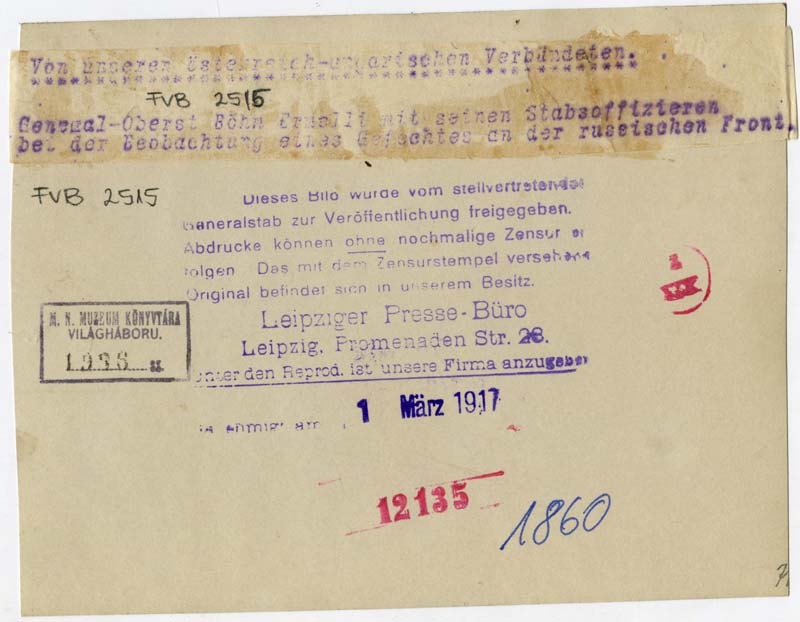 Von unseren österreich-ungarischen Verbündeten.
FVB 2515
General-Oberst Böhn Ermolli mit seinen Stabsoffizieren
bei der Beobachtung eines Gefechtes an der russischen Front.
FVB 2515
Dieses Bild wurde vom stellvertretenden
Generalstab zur Veröffentlichung freigegeben.
Abdrucke können ohne nochmalige Zensur er
folgen. Das mit dem Zensurstempel versehene
Original befindet sich in unserem Besitz.
Leipziger Presse-Büro
Leipzig, Promenaden Str. 28.
unter den Reprod. ist unsere Firma anzugeben
1 März 1917
M. N. MUZEUM KÖNYVTÁRA
VILÁGHÁBORU.
1936
12135
1860